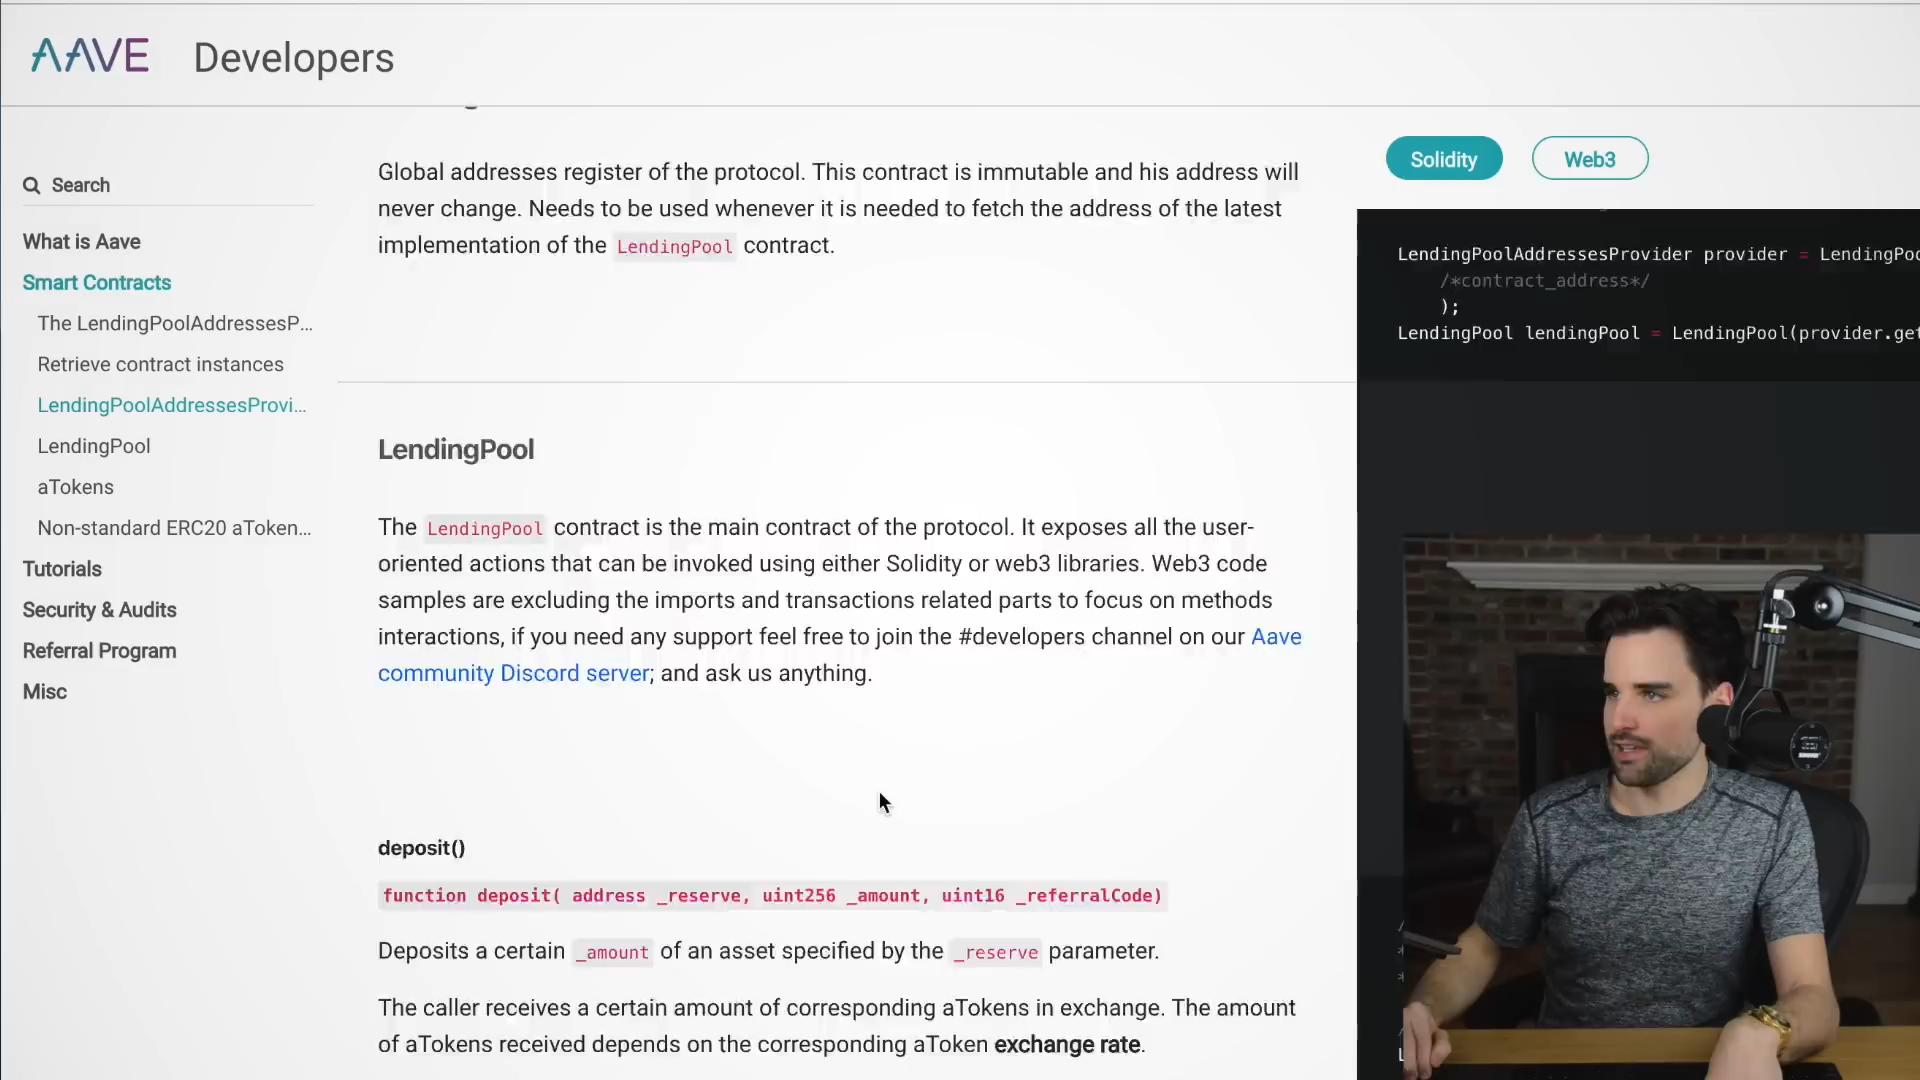 AAVE Developers
Global addresses register of the protocol. This contract is immutable and his address will
never change. Needs to be used whenever it is needed to fetch the address of the latest
implementation of the LendingPool contract.
Search
What is Aave
Smart Contracts
The LendingPoolAddressesP...
Retrieve contract instances
LendingPoolAddressesProvi...
LendingPool
aTokens
Non-standard ERC20 aToken...
Tutorials
Security & Audits
Referral Program
Misc
LendingPool
The LendingPool contract is the main contract of the protocol. It exposes all the user-
oriented actions that can be invoked using either Solidity or web3 libraries. Web3 code
samples are excluding the imports and transactions related parts to focus on methods
interactions, if you need any support feel free to join the #developers channel on our Aave
community Discord server; and ask us anything.
deposit()
function deposit( address _reserve, uint256 _amount, uint16 _referralCode)
Deposits a certain _amount of an asset specified by the _reserve parameter.
The caller receives a certain amount of corresponding aTokens in exchange. The amount
of aTokens received depends on the corresponding aToken exchange rate.
Solidity Web3
LendingPoolAddressesProvider provider = LendingPoo
/*contract_address*/
);
LendingPool lendingPool = LendingPool(provider.get